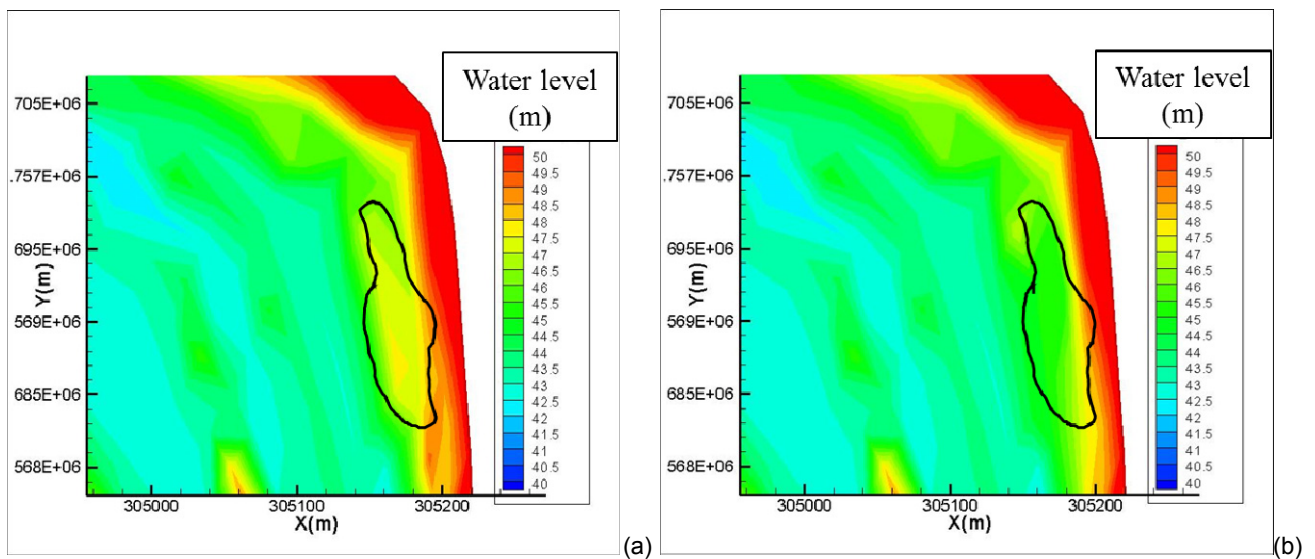 Water level
(m)
50
49.5
49
48.5
48
47.5
47
46.5
46
45.5
45
44.5
44
43.5
43
42.5
42
41.5
41
40.5
40
705E+06
.757E+06
695E+06
569E+06
685E+06
568E+06
Y(m)
305000
305100
305200
X(m)
(a)
Water level
(m)
50
49.5
49
48.5
48
47.5
47
46.5
46
45.5
45
44.5
44
43.5
43
42.5
42
41.5
41
40.5
40
705E+06
.757E+06
695E+06
569E+06
685E+06
568E+06
Y(m)
305000
305100
305200
X(m)
(b)